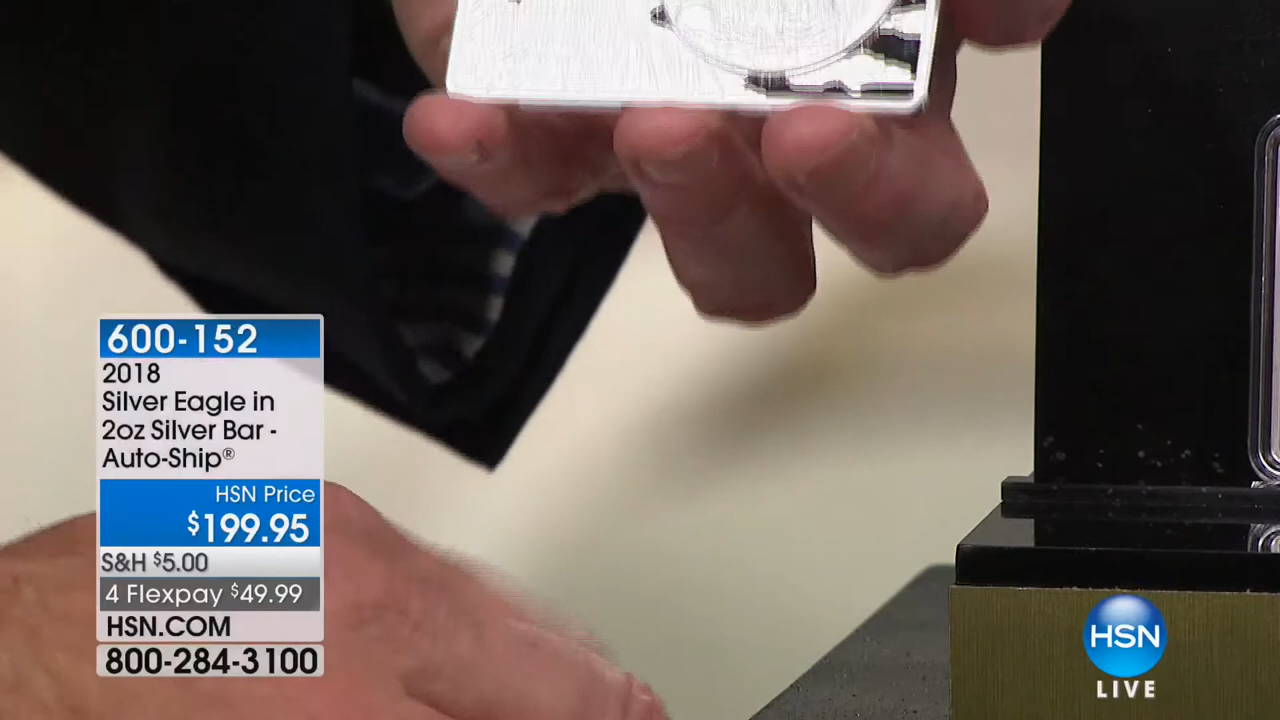 600-152
2018
Silver Eagle in
2oz Silver Bar -
Auto-Ship®
HSN Price
$199.95
S&H $5.00
4 Flexpay $49.99
HSN.COM
800-284-3100
HSN
LIVE